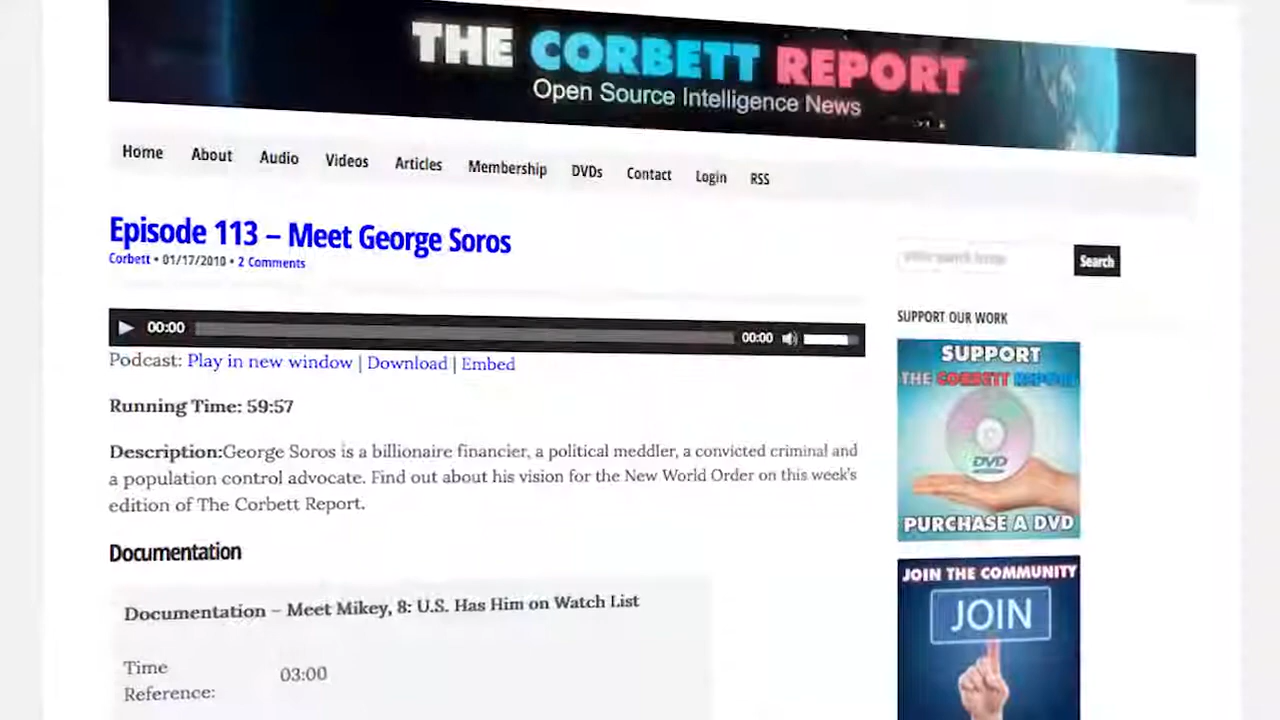 THE CORBETT REPORT
Open Source Intelligence News
Home About Audio Videos Articles Membership DVDs Contact Login RSS
Episode 113 – Meet George Soros
Corbett • 01/17/2010 • 2 Comments
Search
SUPPORT OUR WORK
00:00 00:00
Podcast: Play in new window | Download | Embed
Running Time: 59:57
Description:George Soros is a billionaire financier, a political meddler, a convicted criminal and
a population control advocate. Find out about his vision for the New World Order on this week's
edition of The Corbett Report.
Documentation
Documentation – Meet Mikey, 8: U.S. Has Him on Watch List
Time
Reference:
03:00
SUPPORT
THE CORBETT REPORT
DVD
PURCHASE A DVD
JOIN THE COMMUNITY
JOIN